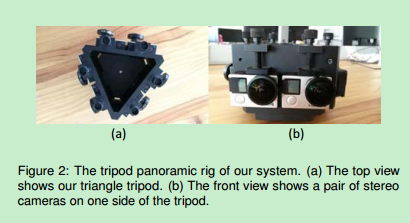 (a)
(b)
Figure 2: The tripod panoramic rig of our system. (a) The top view
shows our triangle tripod. (b) The front view shows a pair of stereo
cameras on one side of the tripod.